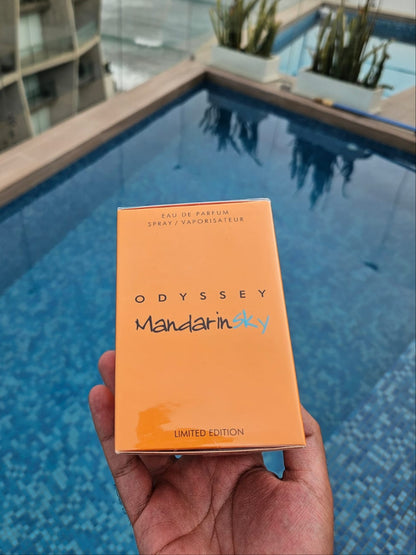 EAU DE PARFUM
SPRAY / VAPORISATEUR
ODYSSEY
Mandarinsky
LIMITED EDITION